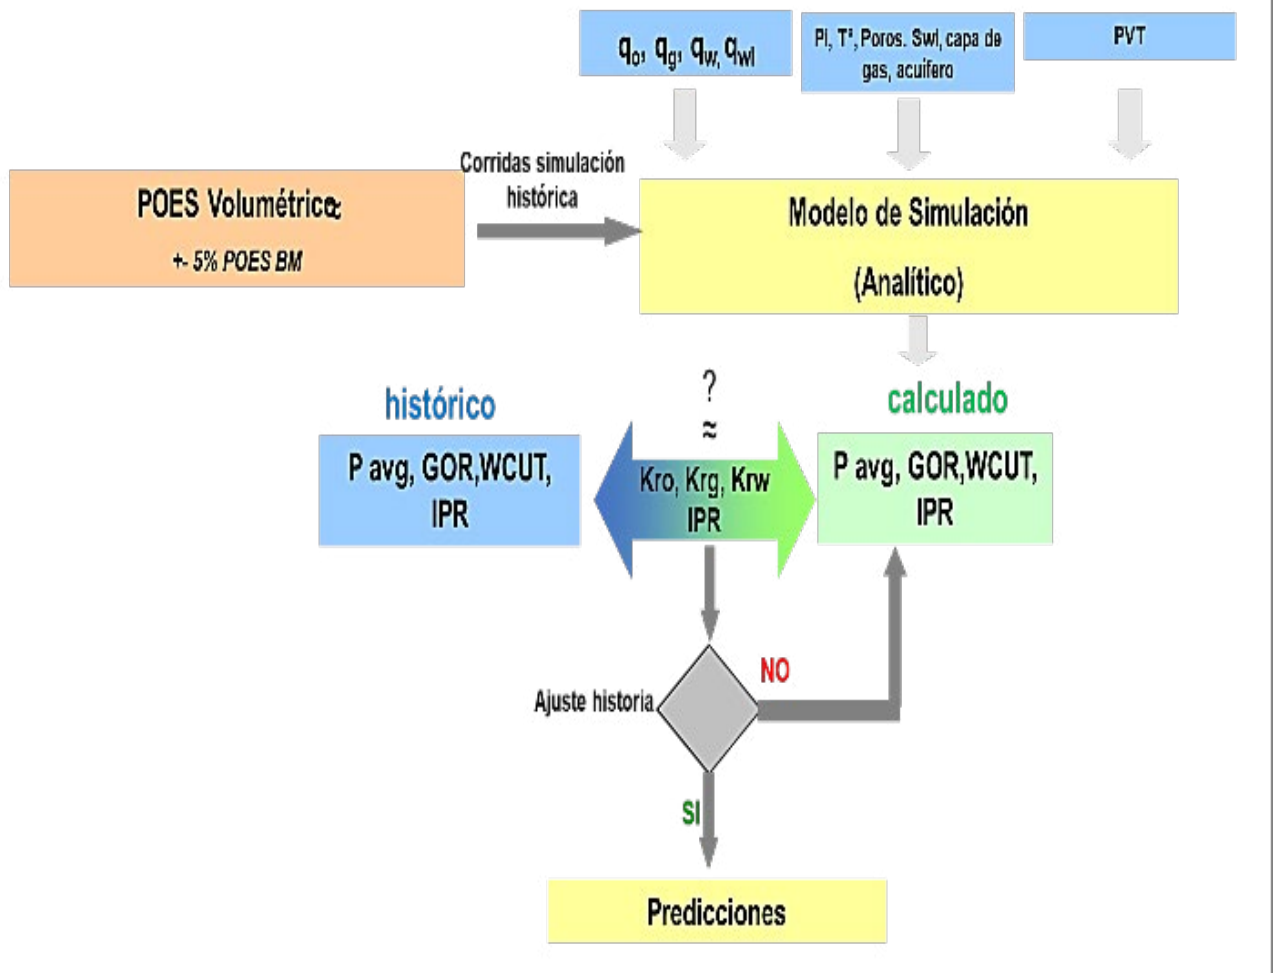 qo, qg, qw, qwi
Pi, Tª, Poros. Swi, capa de
gas, acuifero
PVT
Corridas simulación
histórica
POES Volumétrico≈
+- 5% POES BM
Modelo de Simulación
(Analítico)
histórico
?
≈
calculado
P avg, GOR,WCUT,
IPR
Kro, Krg, Krw
IPR
P avg, GOR,WCUT,
IPR
Ajuste historia
NO
SI
Predicciones